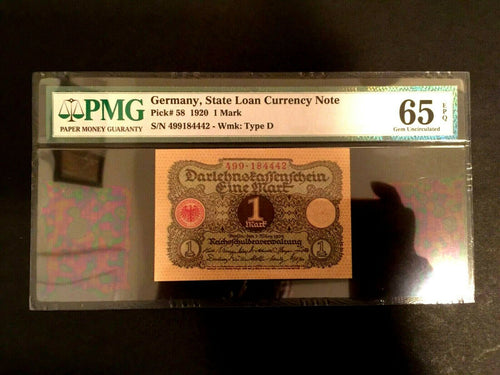 PMG
PAPER MONEY GUARANTY
Germany, State Loan Currency Note
Pick# 58 1920 1 Mark
S/N 499184442 - Wmk: Type D
65 EPQ
Gem Uncirculated
499·184442
Darlehnskassenschein
Eine Mark
1
Mark
Reichsschuldenverwaltung
1
1